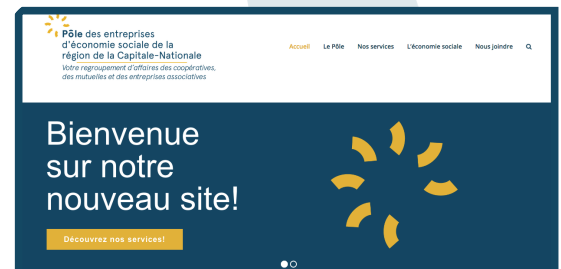 Pôle des entreprises
d'économie sociale de la
région de la Capitale-Nationale
Votre regroupement d'affaires des coopératives,
des mutuelles et des entreprises associatives
Accueil Le Pôle Nos services L'économie sociale Nous joindre
Bienvenue
sur notre
nouveau site!
Découvrez nos services!